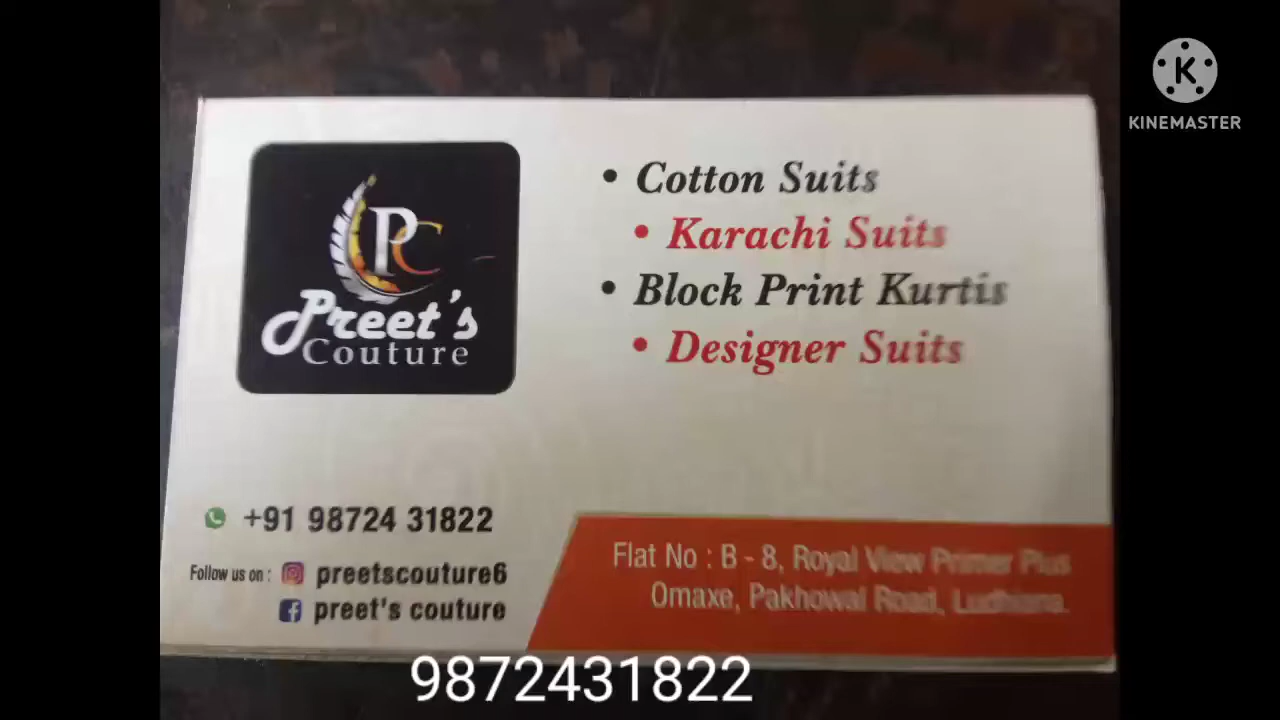 KINEMASTER
PC
Preet's
Couture
• Cotton Suits
• Karachi Suits
• Block Print Kurtis
• Designer Suits
+91 98724 31822
Follow us on : preetscouture6
preet's couture
Flat No : B - 8, Royal View Primer Plus
Omaxe, Pakhowal Road, Ludhiana.
9872431822